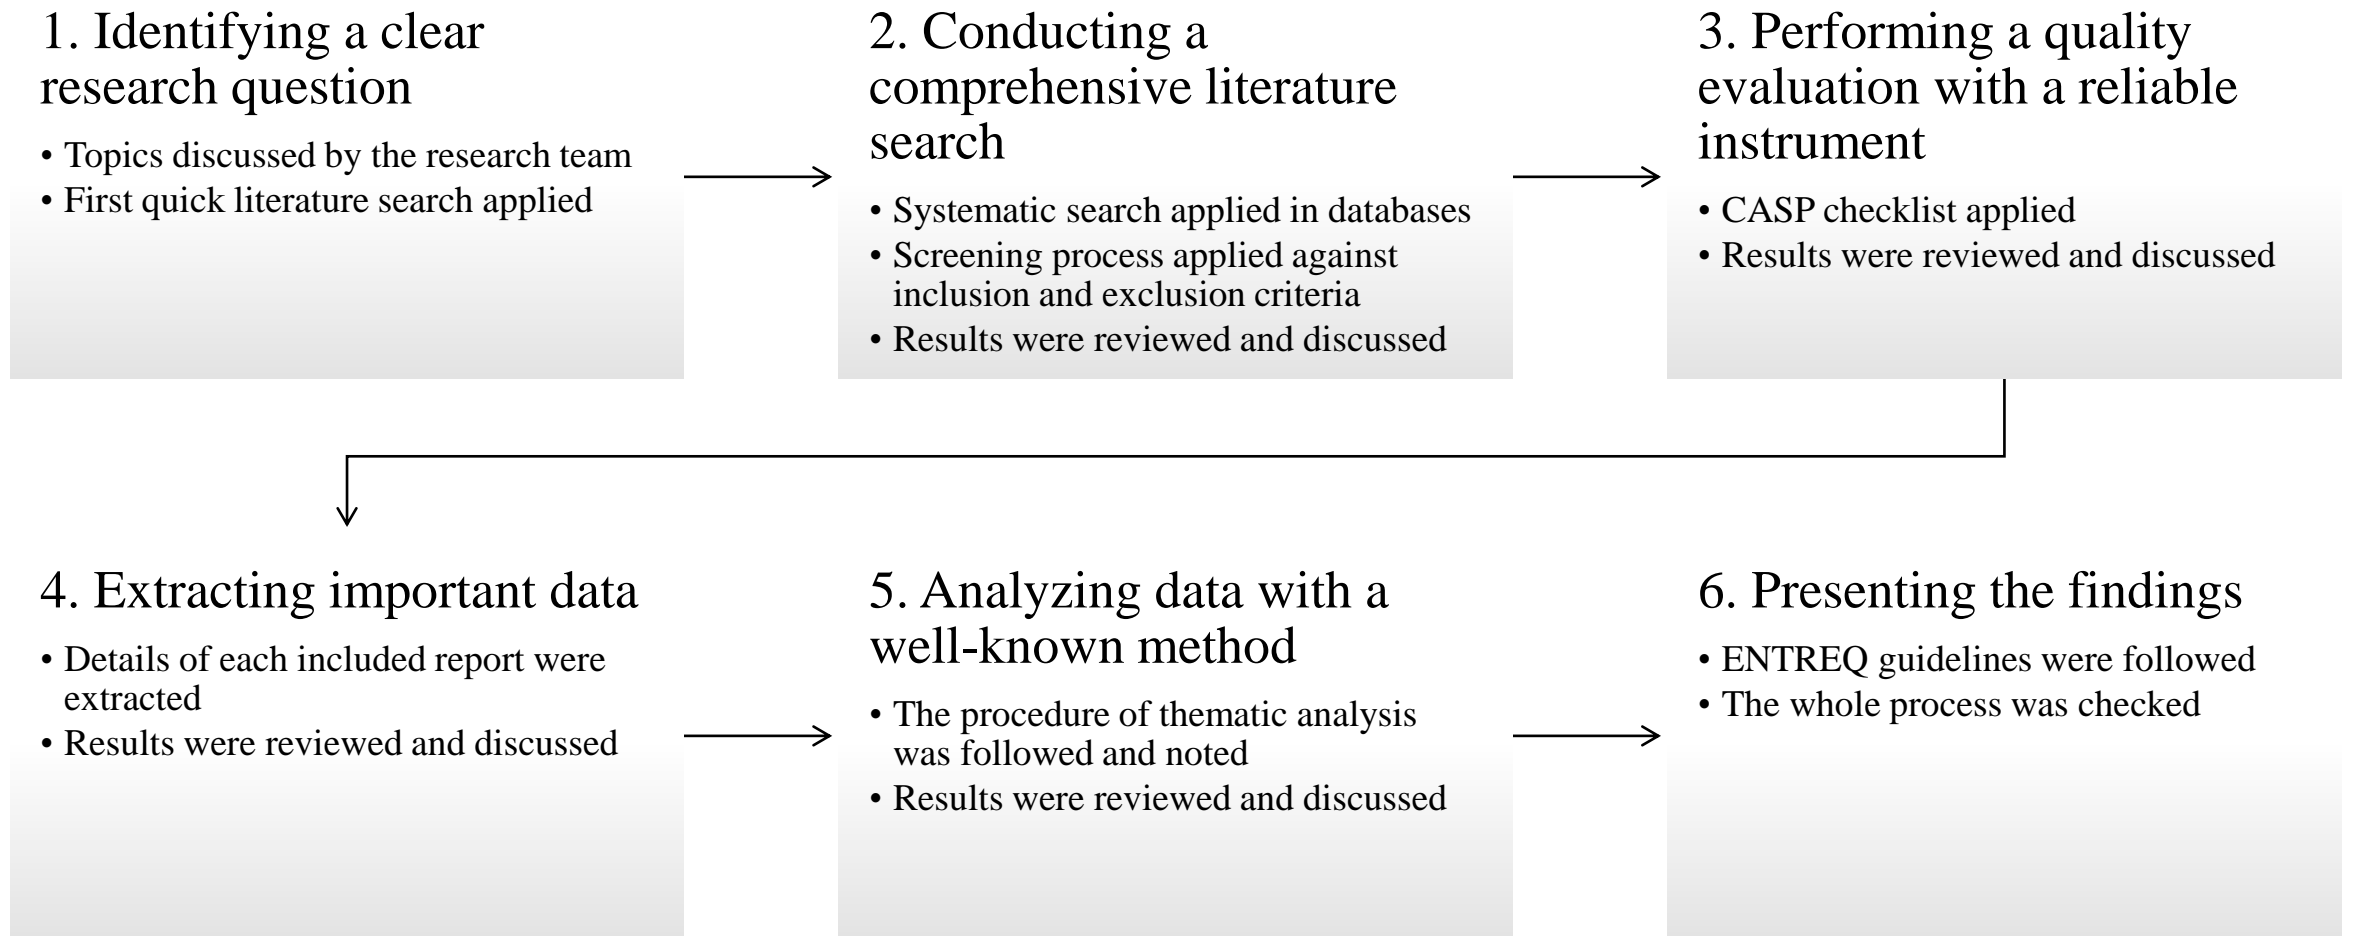 1. Identifying a clear
research question
• Topics discussed by the research team
• First quick literature search applied
2. Conducting a
comprehensive literature
search
• Systematic search applied in databases
• Screening process applied against
inclusion and exclusion criteria
• Results were reviewed and discussed
3. Performing a quality
evaluation with a reliable
instrument
• CASP checklist applied
• Results were reviewed and discussed
4. Extracting important data
• Details of each included report were
extracted
• Results were reviewed and discussed
5. Analyzing data with a
well-known method
• The procedure of thematic analysis
was followed and noted
• Results were reviewed and discussed
6. Presenting the findings
• ENTREQ guidelines were followed
• The whole process was checked